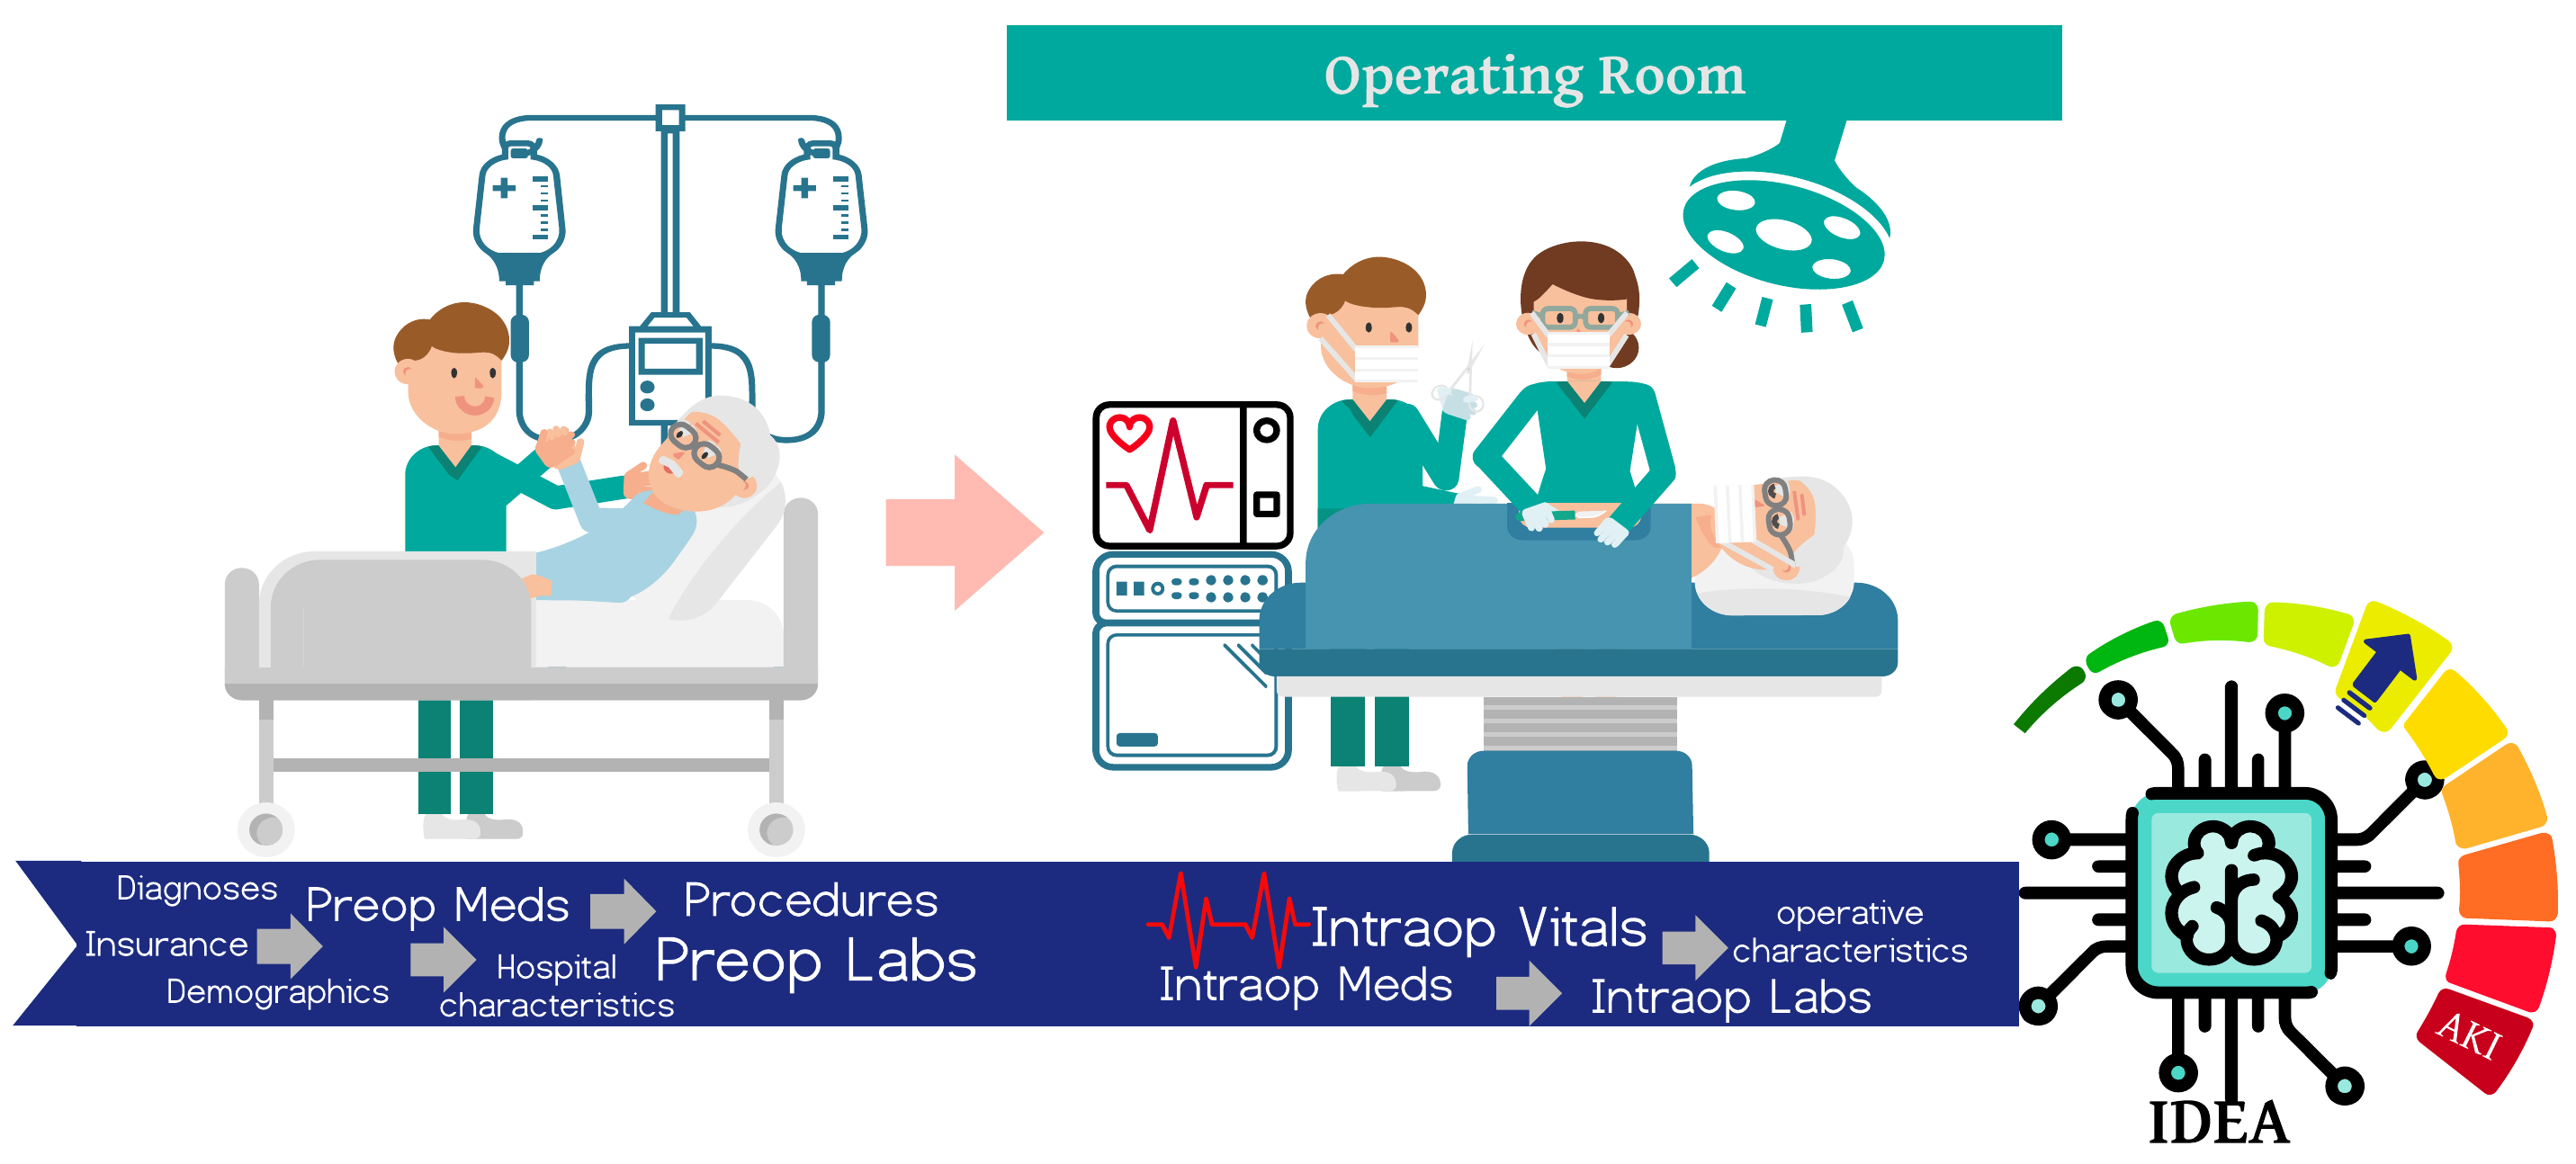 Operating Room
Diagnoses
Insurance
Demographics
Preop Meds
Hospital
characteristics
Procedures
Preop Labs
Intraop Vitals
Intraop Meds
operative
characteristics
Intraop Labs
AKI
IDEA